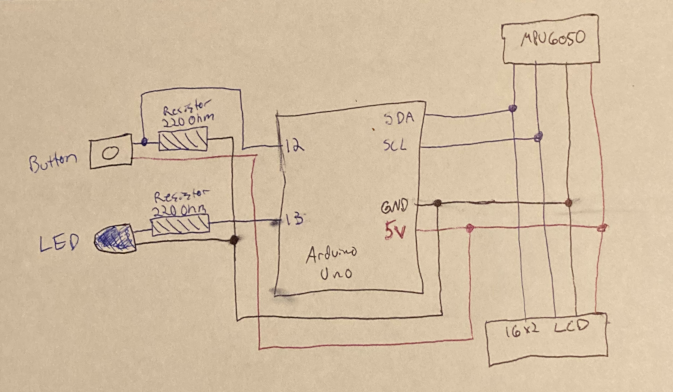 MPU6050
Resistor
220 Ohm
Button
12
SDA
SCL
Resistor
220 Ohm
13
GND
5V
LED
Arduino
Uno
16x2 LCD